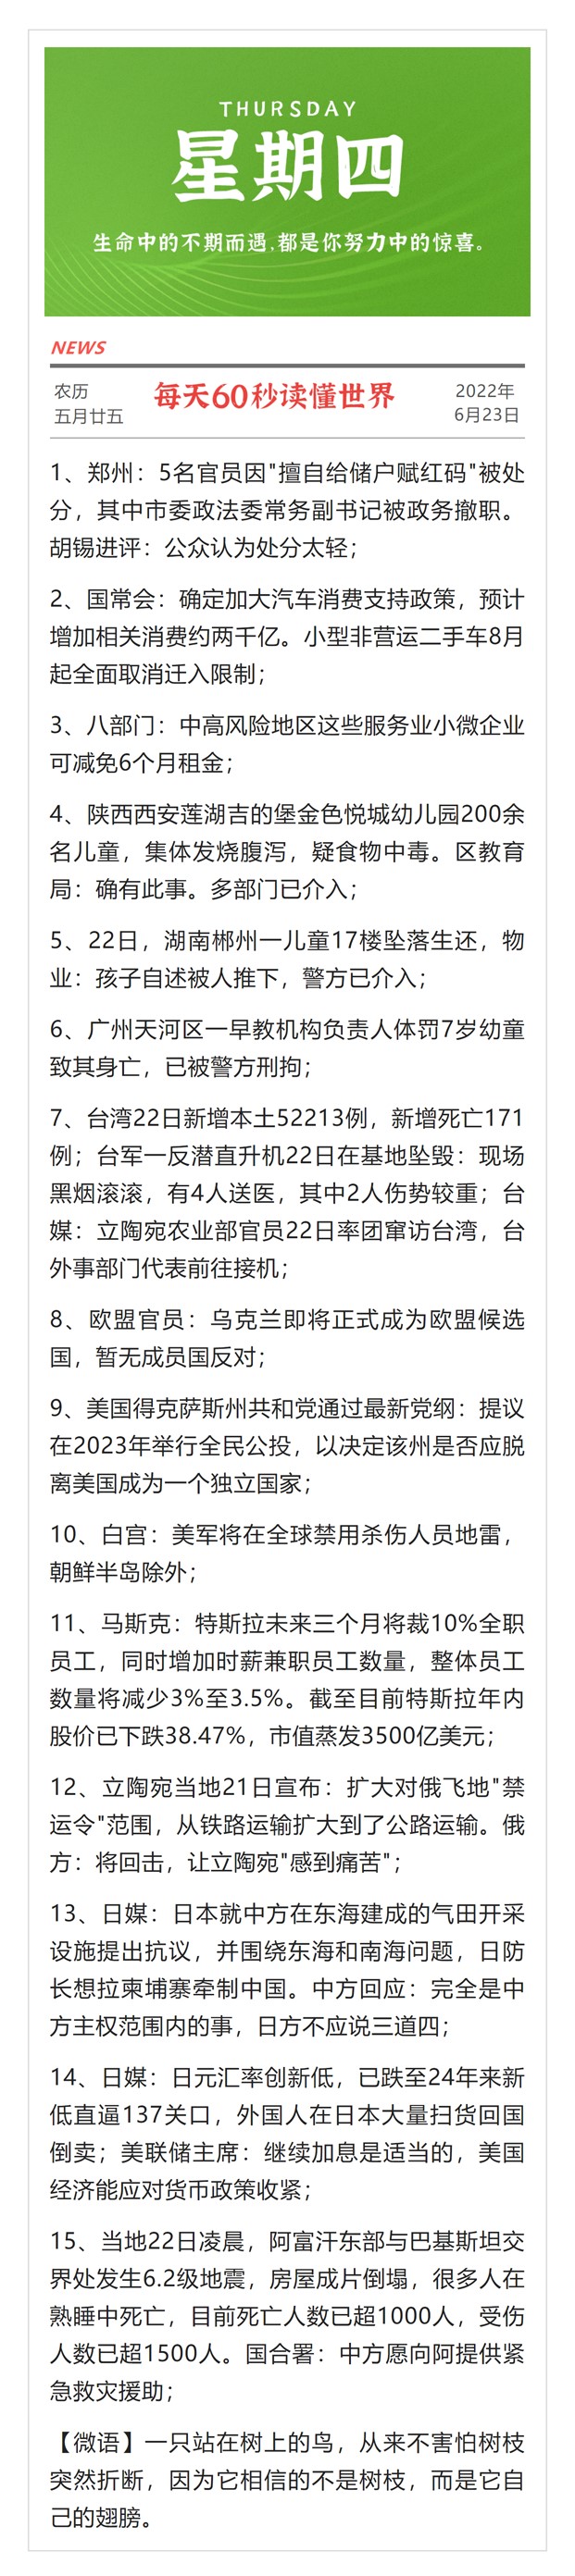 THURSDAY
星期四
生命中的不期而遇,都是你努力中的惊喜。
NEWS
农历
五月廿五
每天60秒读懂世界
2022年
6月23日
1、郑州：5名官员因"擅自给储户赋红码"被处
分，其中市委政法委常务副书记被政务撤职。
胡锡进评：公众认为处分太轻；
2、国常会：确定加大汽车消费支持政策，预计
增加相关消费约两千亿。小型非营运二手车8月
起全面取消迁入限制；
3、八部门：中高风险地区这些服务业小微企业
可减免6个月租金；
4、陕西西安莲湖吉的堡金色悦城幼儿园200余
名儿童，集体发烧腹泻，疑食物中毒。区教育
局：确有此事。多部门已介入；
5、22日，湖南郴州一儿童17楼坠落生还，物
业：孩子自述被人推下，警方已介入；
6、广州天河区一早教机构负责人体罚7岁幼童
致其身亡，已被警方刑拘；
7、台湾22日新增本土52213例，新增死亡171
例；台军一反潜直升机22日在基地坠毁：现场
黑烟滚滚，有4人送医，其中2人伤势较重；台
媒：立陶宛农业部官员22日率团窜访台湾，台
外事部门代表前往接机；
8、欧盟官员：乌克兰即将正式成为欧盟候选
国，暂无成员国反对；
9、美国得克萨斯州共和党通过最新党纲：提议
在2023年举行全民公投，以决定该州是否应脱
离美国成为一个独立国家；
10、白宫：美军将在全球禁用杀伤人员地雷，
朝鲜半岛除外；
11、马斯克：特斯拉未来三个月将裁10%全职
员工，同时增加时薪兼职员工数量，整体员工
数量将减少3%至3.5%。截至目前特斯拉年内
股价已下跌38.47%，市值蒸发3500亿美元；
12、立陶宛当地21日宣布：扩大对俄飞地"禁
运令"范围，从铁路运输扩大到了公路运输。俄
方：将回击，让立陶宛"感到痛苦"；
13、日媒：日本就中方在东海建成的气田开采
设施提出抗议，并围绕东海和南海问题，日防
长想拉柬埔寨牵制中国。中方回应：完全是中
方主权范围内的事，日方不应说三道四；
14、日媒：日元汇率创新低，已跌至24年来新
低直逼137关口，外国人在日本大量扫货回国
倒卖；美联储主席：继续加息是适当的，美国
经济能应对货币政策收紧；
15、当地22日凌晨，阿富汗东部与巴基斯坦交
界处发生6.2级地震，房屋成片倒塌，很多人在
熟睡中死亡，目前死亡人数已超1000人，受伤
人数已超1500人。国合署：中方愿向阿提供紧
急救灾援助；
【微语】一只站在树上的鸟，从来不害怕树枝
突然折断，因为它相信的不是树枝，而是它自
己的翅膀。